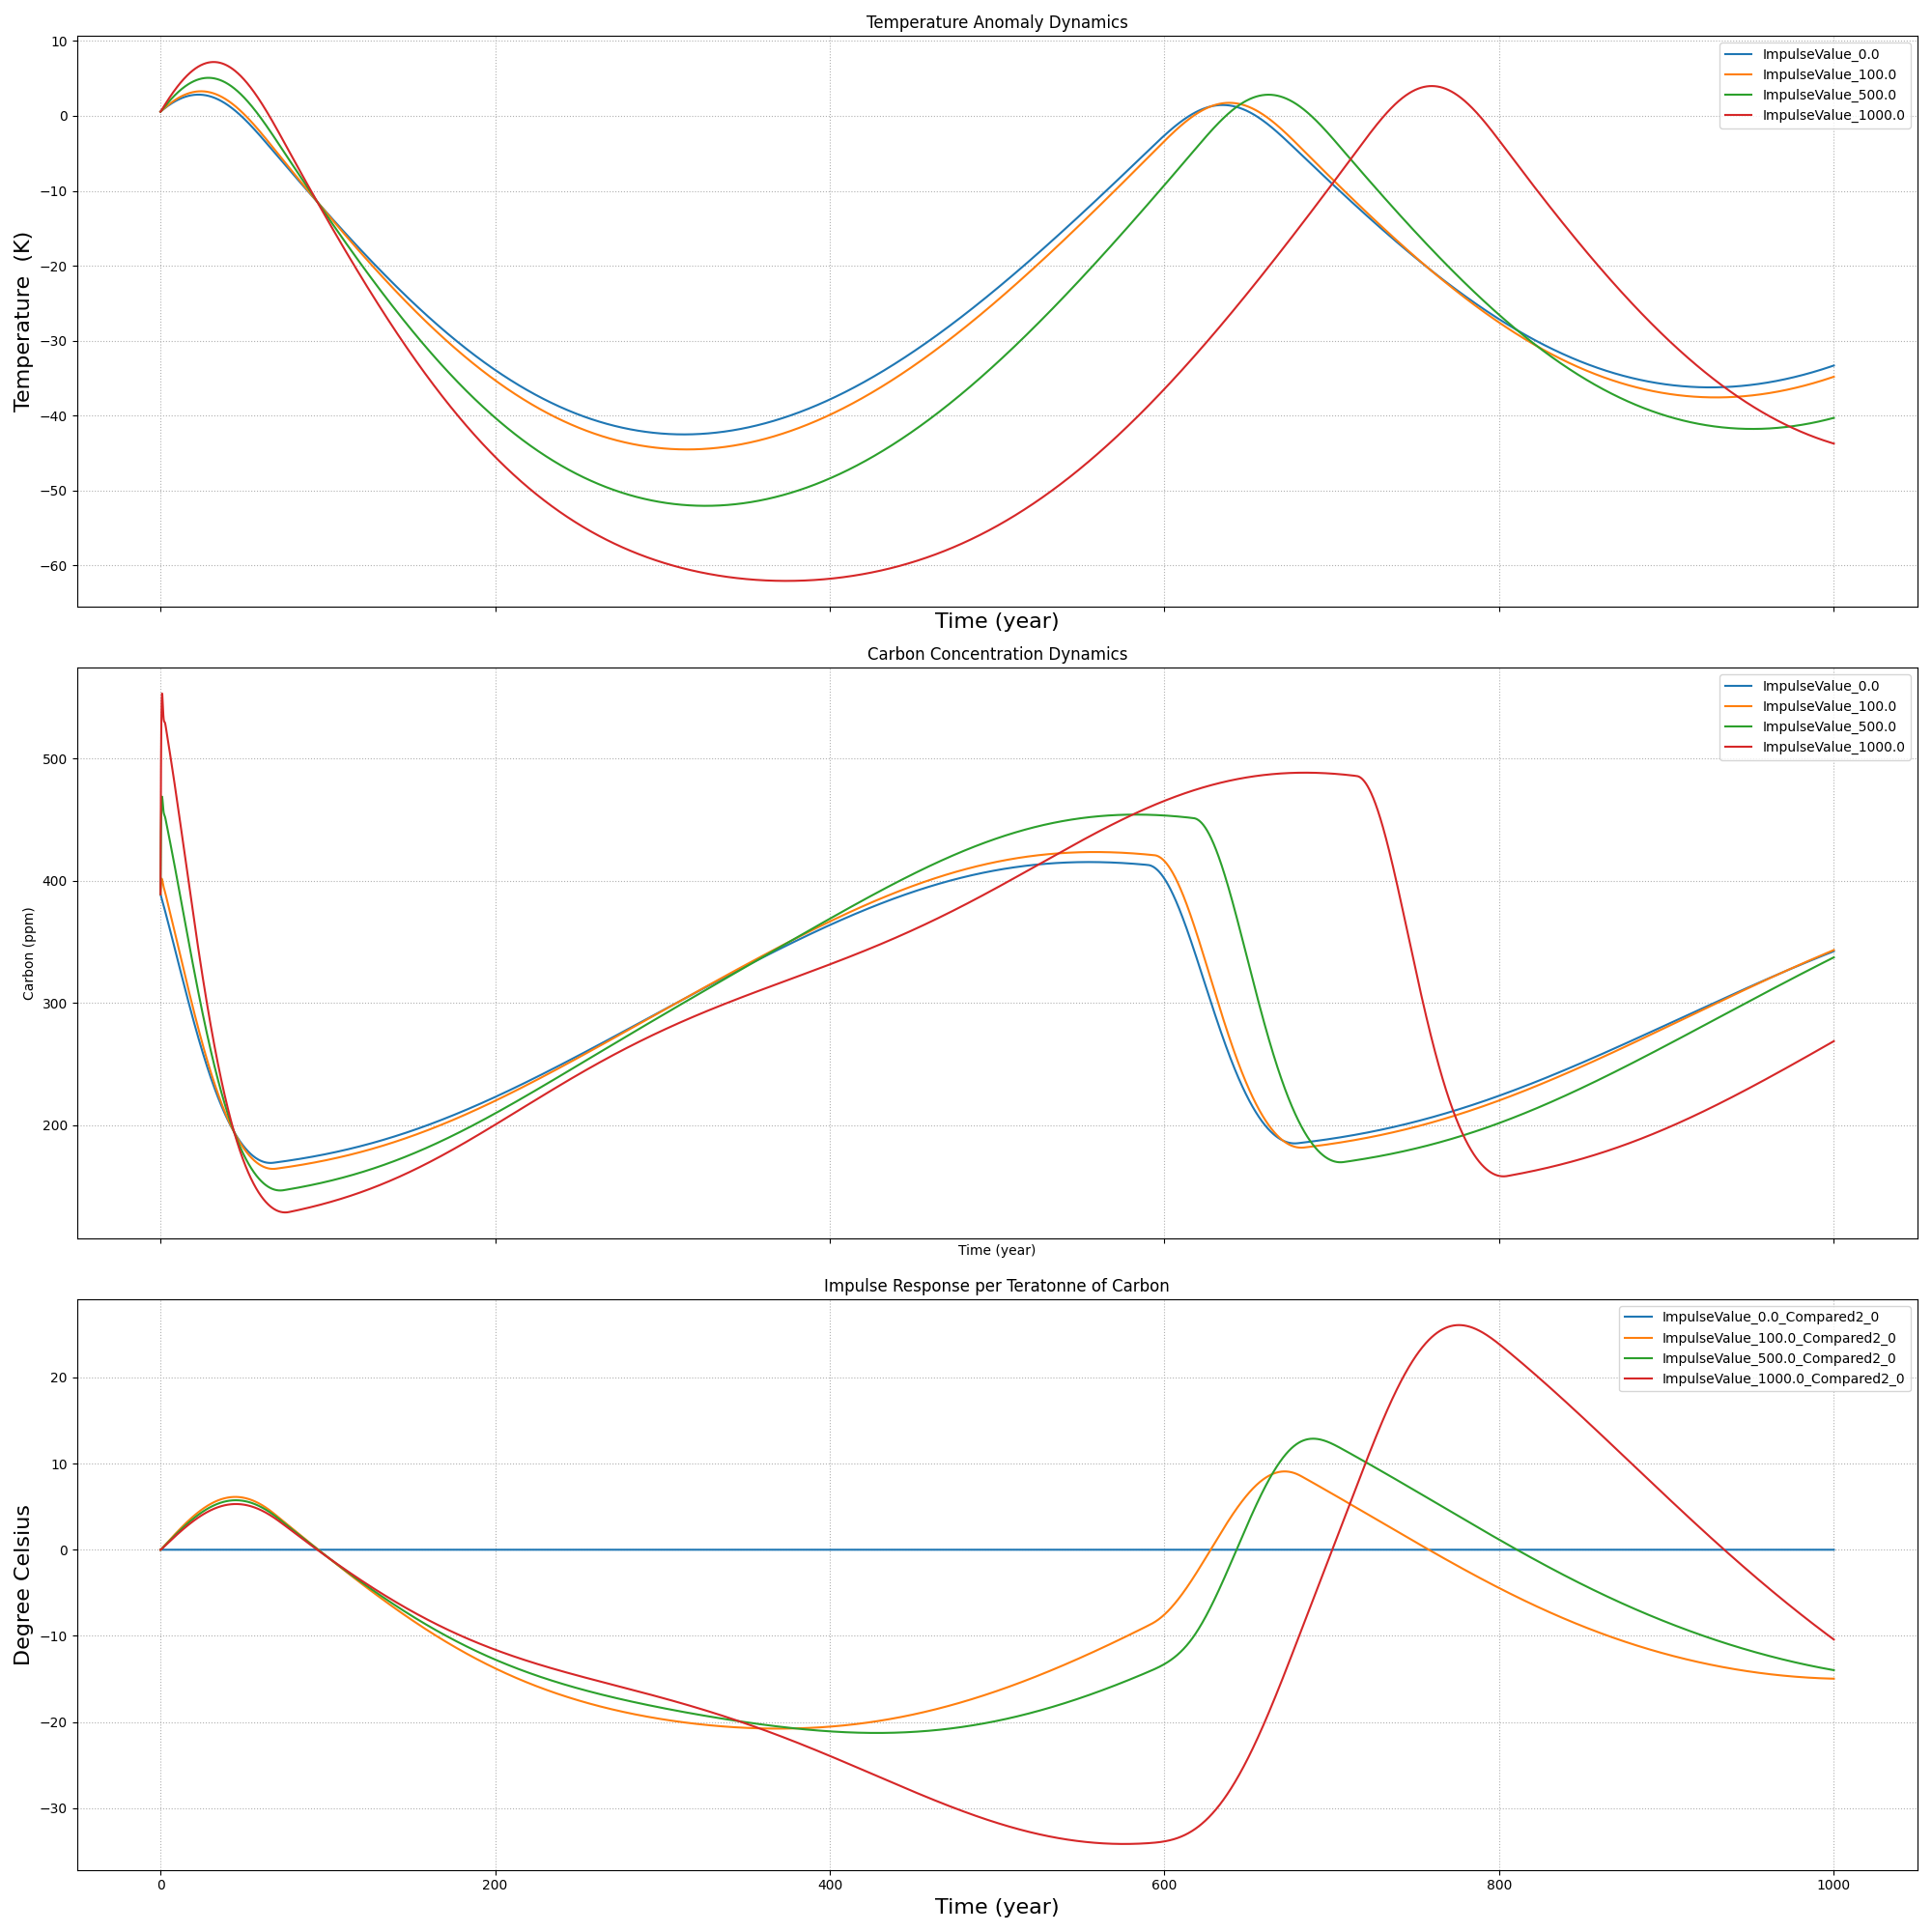 Temperature Anomaly Dynamics
10
0
−10
−20
−30
−40
−50
−60
Temperature (K)
ImpulseValue_0.0
ImpulseValue_100.0
ImpulseValue_500.0
ImpulseValue_1000.0
Time (year)
Carbon Concentration Dynamics
500
400
300
200
Carbon (ppm)
ImpulseValue_0.0
ImpulseValue_100.0
ImpulseValue_500.0
ImpulseValue_1000.0
Time (year)
Impulse Response per Teratonne of Carbon
20
10
0
−10
−20
−30
Degree Celsius
ImpulseValue_0.0_Compared2_0
ImpulseValue_100.0_Compared2_0
ImpulseValue_500.0_Compared2_0
ImpulseValue_1000.0_Compared2_0
0 200 400 600 800 1000
Time (year)